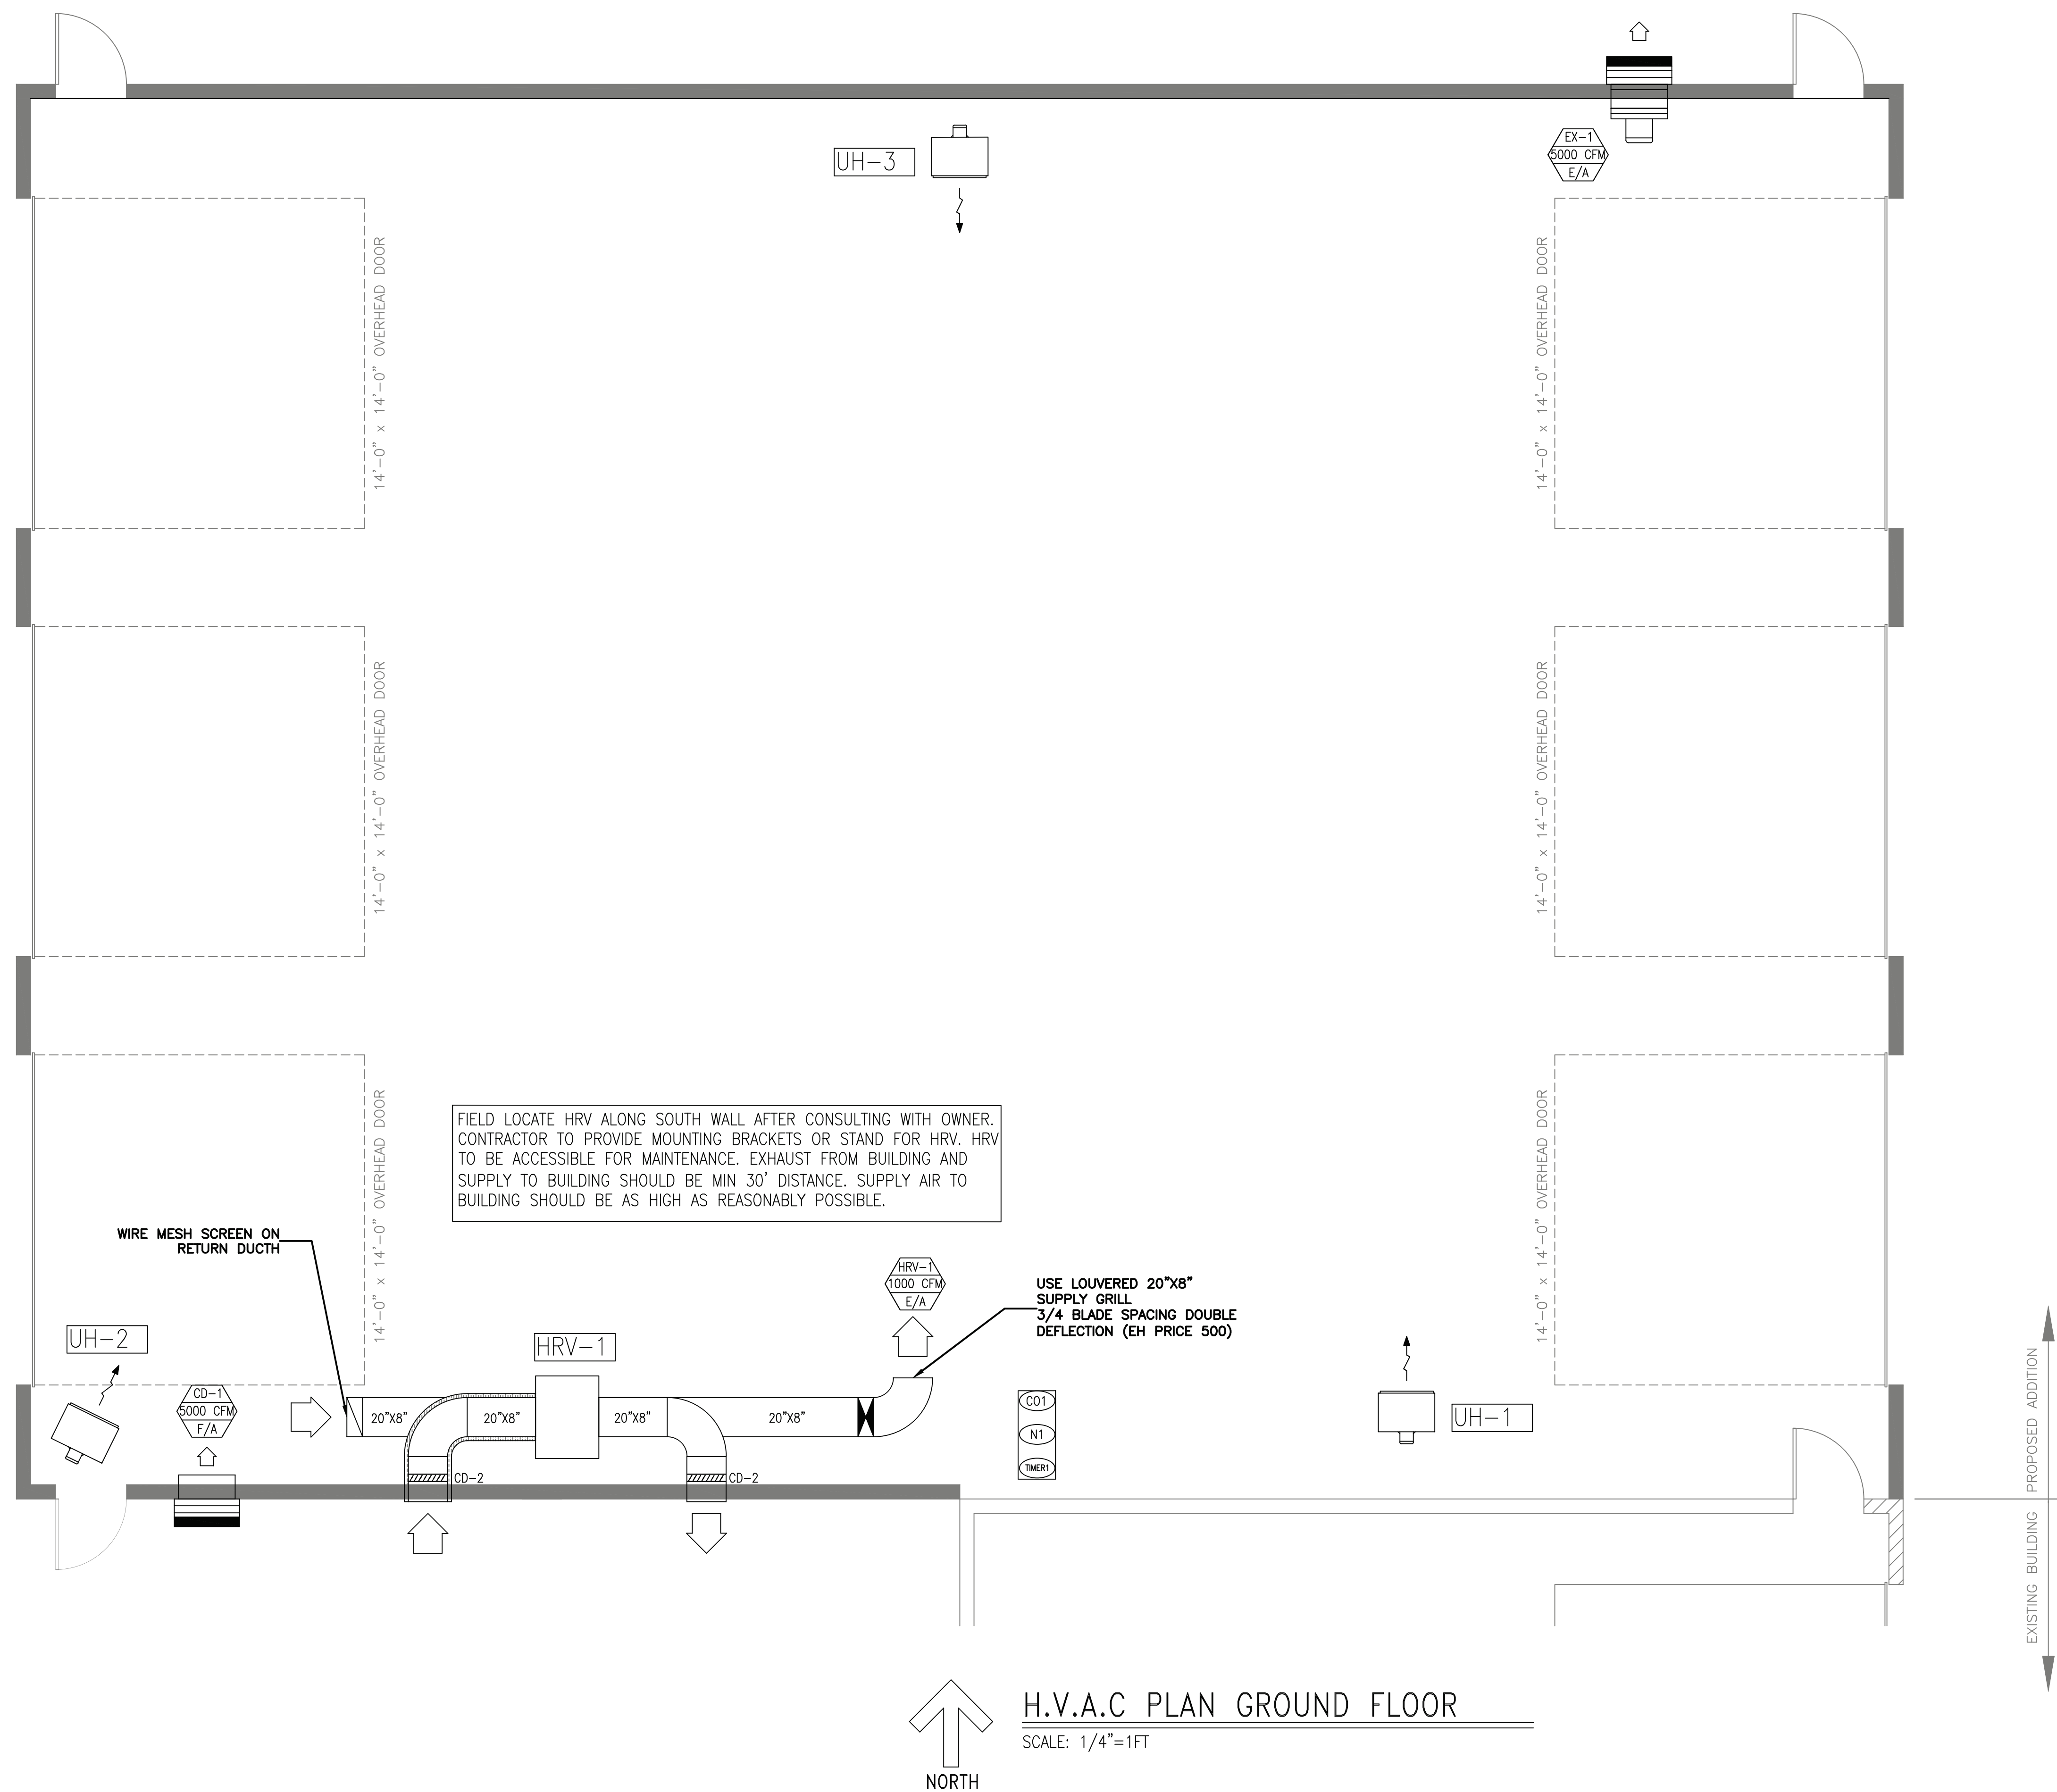 UH-3
EX-1
5000 CFM
E/A
14'-0" x 14'-0" OVERHEAD DOOR
14'-0" x 14'-0" OVERHEAD DOOR
14'-0" x 14'-0" OVERHEAD DOOR
14'-0" x 14'-0" OVERHEAD DOOR
14'-0" x 14'-0" OVERHEAD DOOR
14'-0" x 14'-0" OVERHEAD DOOR
FIELD LOCATE HRV ALONG SOUTH WALL AFTER CONSULTING WITH OWNER.
CONTRACTOR TO PROVIDE MOUNTING BRACKETS OR STAND FOR HRV. HRV
TO BE ACCESSIBLE FOR MAINTENANCE. EXHAUST FROM BUILDING AND
SUPPLY TO BUILDING SHOULD BE MIN 30' DISTANCE. SUPPLY AIR TO
BUILDING SHOULD BE AS HIGH AS REASONABLY POSSIBLE.
WIRE MESH SCREEN ON
RETURN DUCTH
HRV-1
1000 CFM
E/A
USE LOUVERED 20"X8"
SUPPLY GRILL
3/4 BLADE SPACING DOUBLE
DEFLECTION (EH PRICE 500)
UH-2
HRV-1
CD-1
5000 CFM
F/A
20"X8"
20"X8"
20"X8"
20"X8"
CO1
N1
TIMER1
UH-1
CD-2
CD-2
PROPOSED ADDITION
EXISTING BUILDING
H.V.A.C PLAN GROUND FLOOR
SCALE: 1/4"=1FT
NORTH